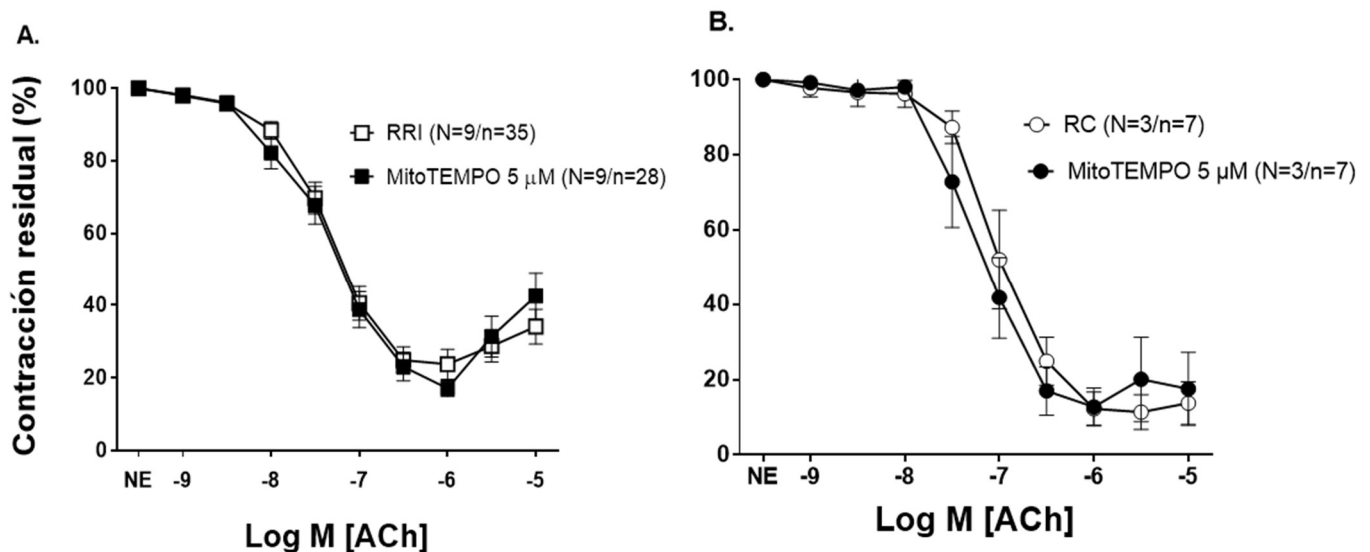 A.
Contracción residual (%)
100
80
60
40
20
0
NE -9 -8 -7 -6 -5
Log M [ACh]
RRI (N=9/n=35)
MitoTEMPO 5 μM (N=9/n=28)
B.
100
80
60
40
20
0
NE -9 -8 -7 -6 -5
Log M [ACh]
RC (N=3/n=7)
MitoTEMPO 5 µM (N=3/n=7)